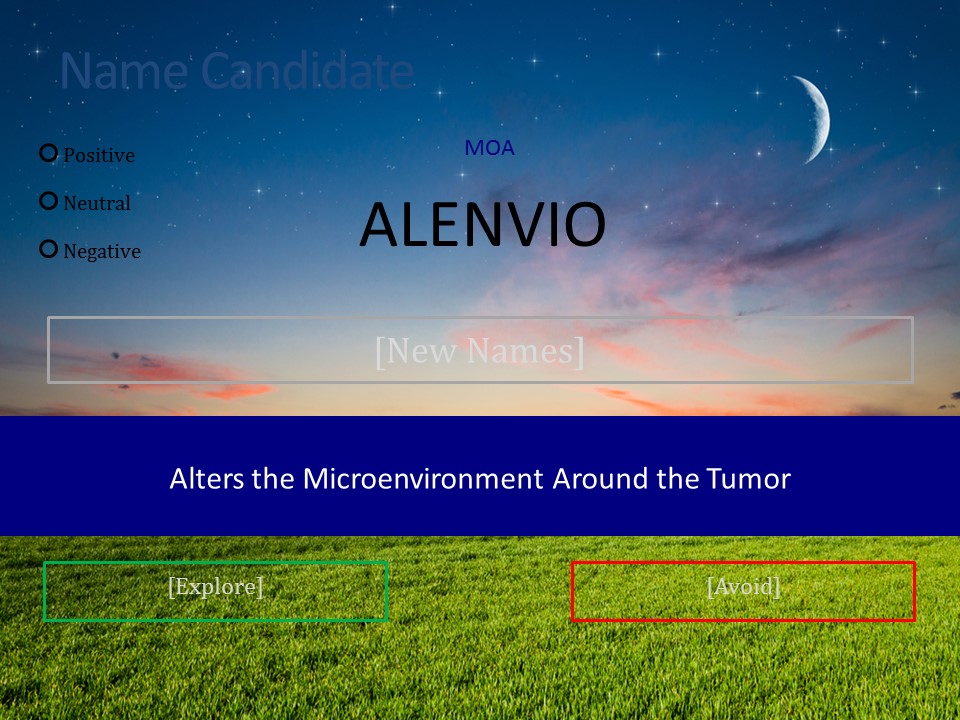 Name Candidate
MOA
Positive
Neutral
Negative
ALENVIO
[New Names]
Alters the Microenvironment Around the Tumor
[Explore]
[Avoid]